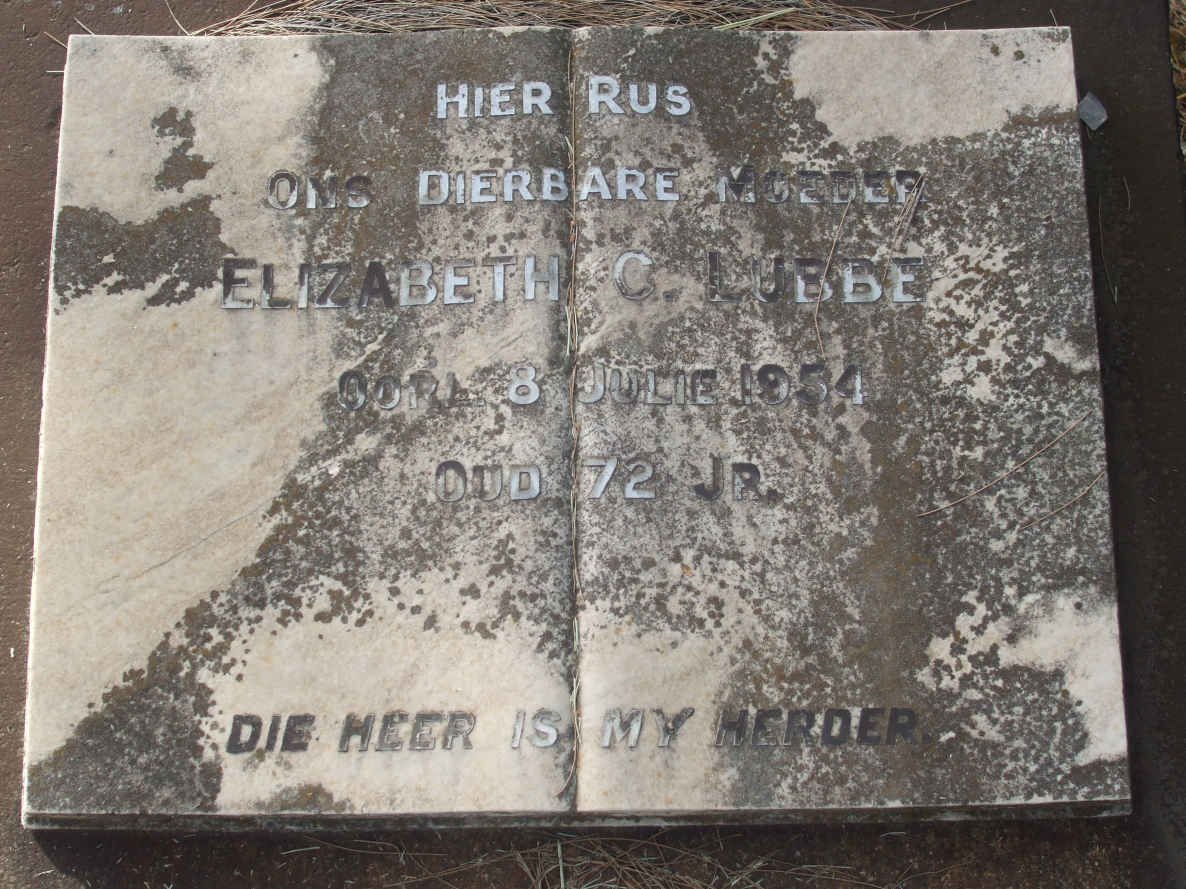 HIER RUS
ONS DIERBARE MOEDER
ELIZABETH C. LUBBE
OORL. 8 JULIE 1954
OUD 72 JR.
DIE HEER IS MY HERDER.